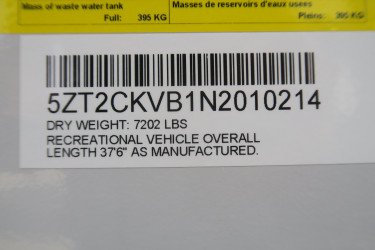 Mass of waste water tank
Masses de reservoirs d'eaux usees
Full: 395 KG
Pleins: 395 KG
5ZT2CKVB1N2010214
DRY WEIGHT: 7202 LBS
RECREATIONAL VEHICLE OVERALL
LENGTH 37'6" AS MANUFACTURED.